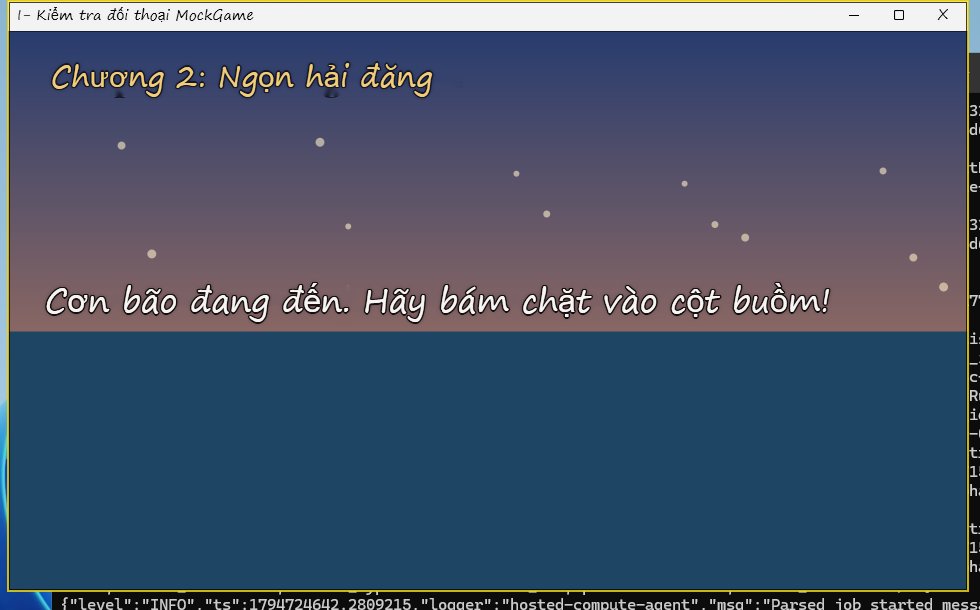 I- Kiểm tra đối thoại MockGame
Chương 2: Ngọn hải đăng
Cơn bão đang đến. Hãy bám chặt vào cột buồm!
{"level":"INFO","ts":1794724642.2809215,"logger":"hosted-compute-agent","msg":"Parsed job started